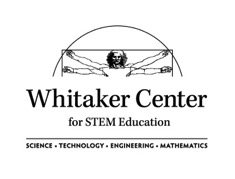 Whitaker Center
for STEM Education
SCIENCE • TECHNOLOGY • ENGINEERING • MATHEMATICS